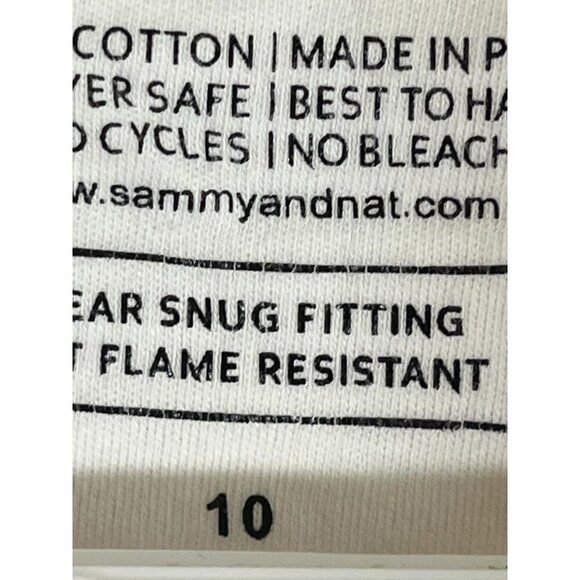 COTTON | MADE IN P
YER SAFE | BEST TO HA
O CYCLES | NO BLEACH
w.sammyandnat.com
EAR SNUG FITTING
T FLAME RESISTANT
10